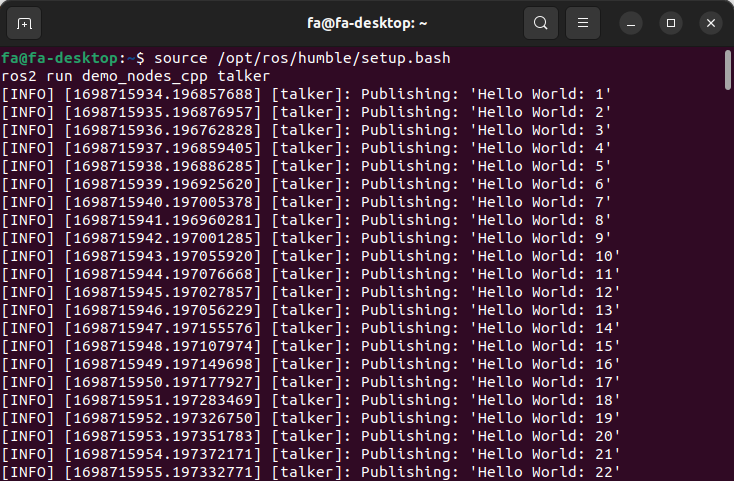 fa@fa-desktop: ~
fa@fa-desktop:~$ source /opt/ros/humble/setup.bash
ros2 run demo_nodes_cpp talker
[INFO] [1698715934.196857688] [talker]: Publishing: 'Hello World: 1'
[INFO] [1698715935.196876957] [talker]: Publishing: 'Hello World: 2'
[INFO] [1698715936.196762828] [talker]: Publishing: 'Hello World: 3'
[INFO] [1698715937.196859405] [talker]: Publishing: 'Hello World: 4'
[INFO] [1698715938.196886285] [talker]: Publishing: 'Hello World: 5'
[INFO] [1698715939.196925620] [talker]: Publishing: 'Hello World: 6'
[INFO] [1698715940.197005378] [talker]: Publishing: 'Hello World: 7'
[INFO] [1698715941.196960281] [talker]: Publishing: 'Hello World: 8'
[INFO] [1698715942.197001285] [talker]: Publishing: 'Hello World: 9'
[INFO] [1698715943.197055920] [talker]: Publishing: 'Hello World: 10'
[INFO] [1698715944.197076668] [talker]: Publishing: 'Hello World: 11'
[INFO] [1698715945.197027857] [talker]: Publishing: 'Hello World: 12'
[INFO] [1698715946.197056229] [talker]: Publishing: 'Hello World: 13'
[INFO] [1698715947.197155576] [talker]: Publishing: 'Hello World: 14'
[INFO] [1698715948.197107974] [talker]: Publishing: 'Hello World: 15'
[INFO] [1698715949.197149698] [talker]: Publishing: 'Hello World: 16'
[INFO] [1698715950.197177927] [talker]: Publishing: 'Hello World: 17'
[INFO] [1698715951.197283469] [talker]: Publishing: 'Hello World: 18'
[INFO] [1698715952.197326750] [talker]: Publishing: 'Hello World: 19'
[INFO] [1698715953.197351783] [talker]: Publishing: 'Hello World: 20'
[INFO] [1698715954.197372171] [talker]: Publishing: 'Hello World: 21'
[INFO] [1698715955.197332771] [talker]: Publishing: 'Hello World: 22'